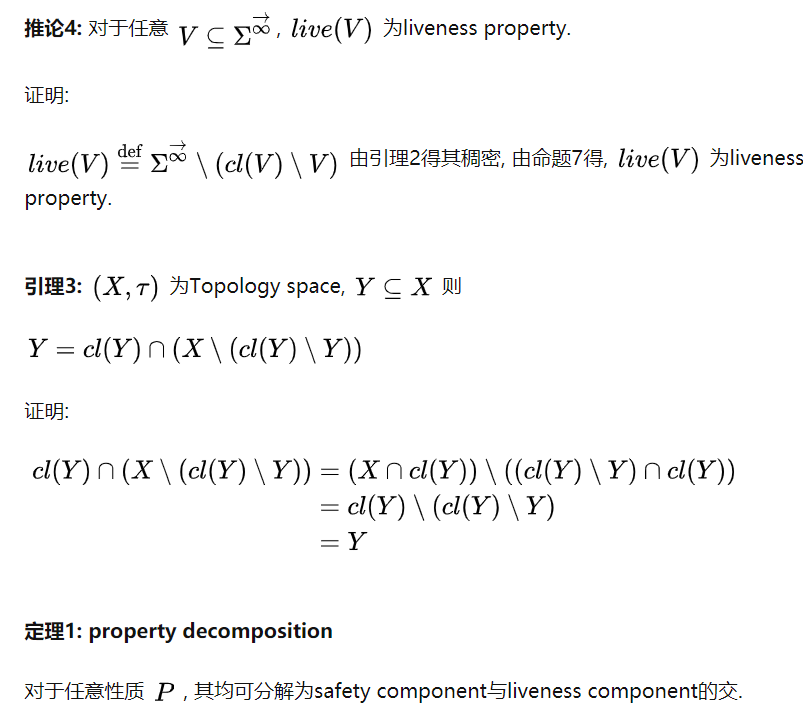 推论4: 对于任意 $V \subseteq \Sigma^{\overrightarrow{\infty}}$, $live(V)$ 为liveness property.
证明:
$live(V) \overset{\text{def}}{=} \Sigma^{\overrightarrow{\infty}} \setminus (cl(V) \setminus V)$ 由引理2得其稠密, 由命题7得, $live(V)$ 为liveness
property.
引理3: $(X, \tau)$ 为Topology space, $Y \subseteq X$ 则
$Y = cl(Y) \cap (X \setminus (cl(Y) \setminus Y))$
证明:
$cl(Y) \cap (X \setminus (cl(Y) \setminus Y)) = (X \cap cl(Y)) \setminus ((cl(Y) \setminus Y) \cap cl(Y))$
$= cl(Y) \setminus (cl(Y) \setminus Y)$
$= Y$
定理1: property decomposition
对于任意性质 $P$ , 其均可分解为safety component与liveness component的交.